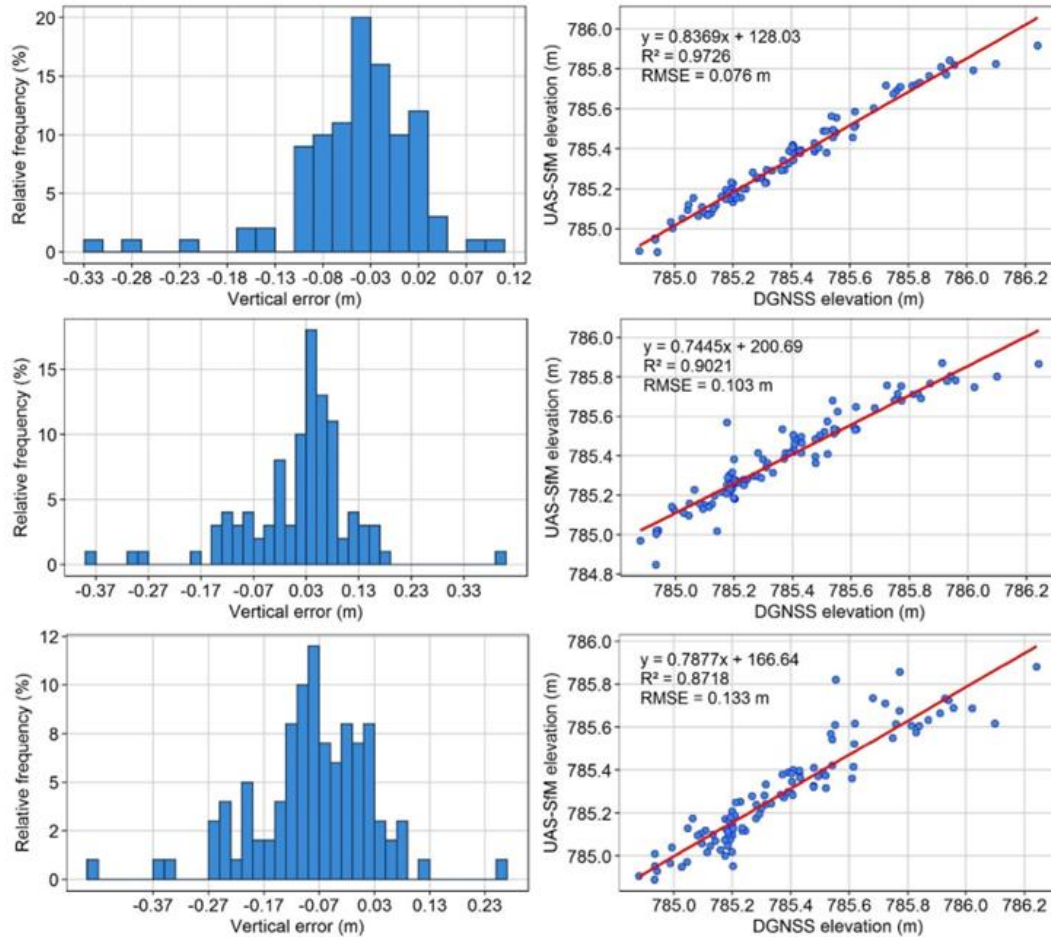 20
15
10
5
0
Relative frequency (%)
-0.33 -0.28 -0.23 -0.18 -0.13 -0.08 -0.03 0.02 0.07 0.12
Vertical error (m)
y = 0.8369x + 128.03
R² = 0.9726
RMSE = 0.076 m
786.0
785.8
785.6
785.4
785.2
785.0
UAS-SfM elevation (m)
785.0 785.2 785.4 785.6 785.8 786.0 786.2
DGNSS elevation (m)
15
10
5
0
Relative frequency (%)
-0.37 -0.27 -0.17 -0.07 0.03 0.13 0.23 0.33
Vertical error (m)
y = 0.7445x + 200.69
R² = 0.9021
RMSE = 0.103 m
786.0
785.8
785.6
785.4
785.2
785.0
784.8
UAS-SfM elevation (m)
785.0 785.2 785.4 785.6 785.8 786.0 786.2
DGNSS elevation (m)
12
10
8
5
2
0
Relative frequency (%)
-0.37 -0.27 -0.17 -0.07 0.03 0.13 0.23
Vertical error (m)
y = 0.7877x + 166.64
R² = 0.8718
RMSE = 0.133 m
786.0
785.8
785.6
785.4
785.2
785.0
UAS-SfM elevation (m)
785.0 785.2 785.4 785.6 785.8 786.0 786.2
DGNSS elevation (m)